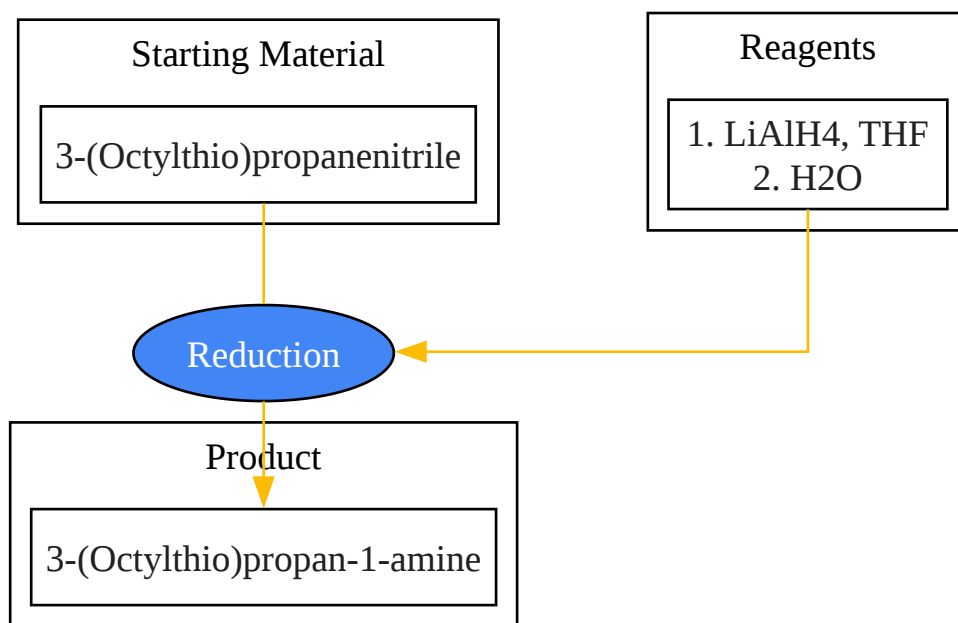 Starting Material
3-(Octylthio)propanenitrile
Reagents
1. LiAlH4, THF
2. H2O
Reduction
Product
3-(Octylthio)propan-1-amine